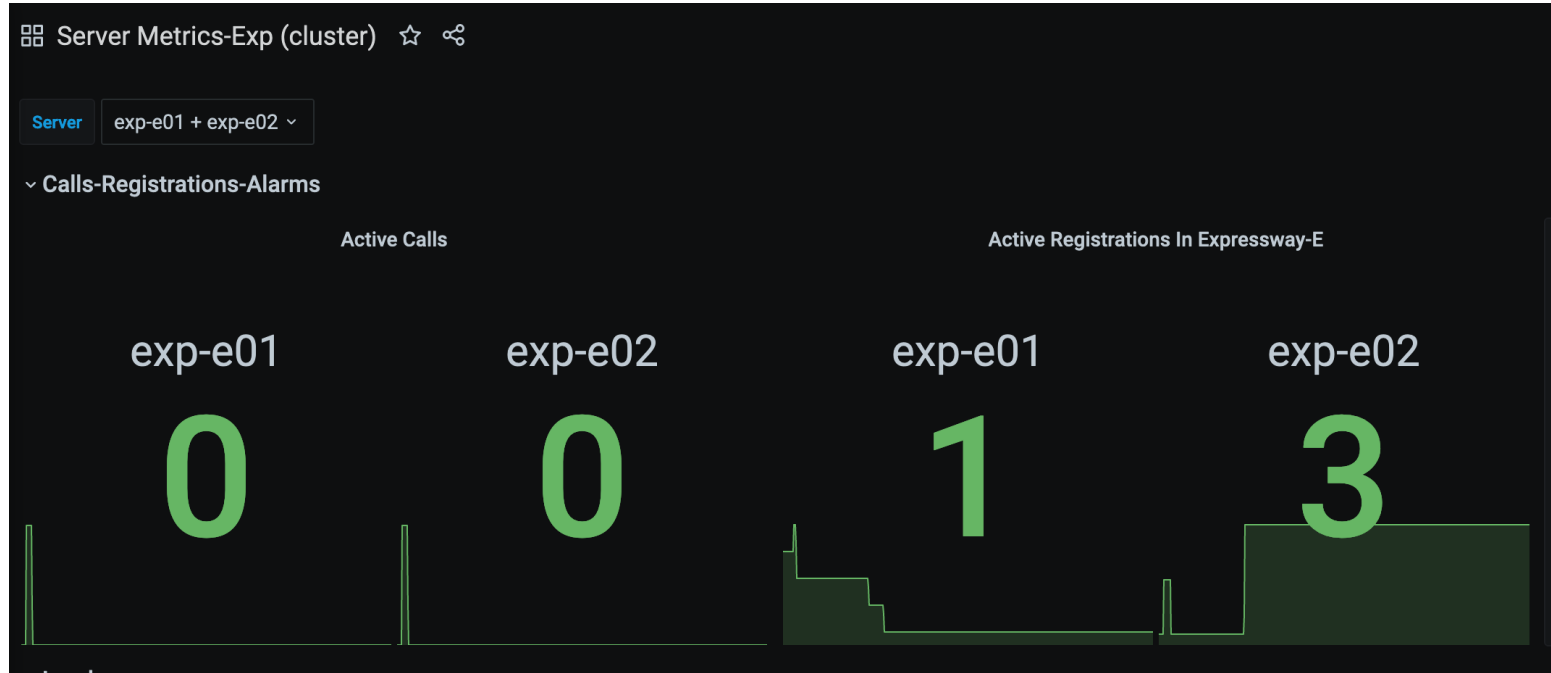 Server Metrics-Exp (cluster)
Server exp-e01 + exp-e02
Calls-Registrations-Alarms
Active Calls
exp-e01 exp-e02
0 0
Active Registrations In Expressway-E
exp-e01 exp-e02
1 3